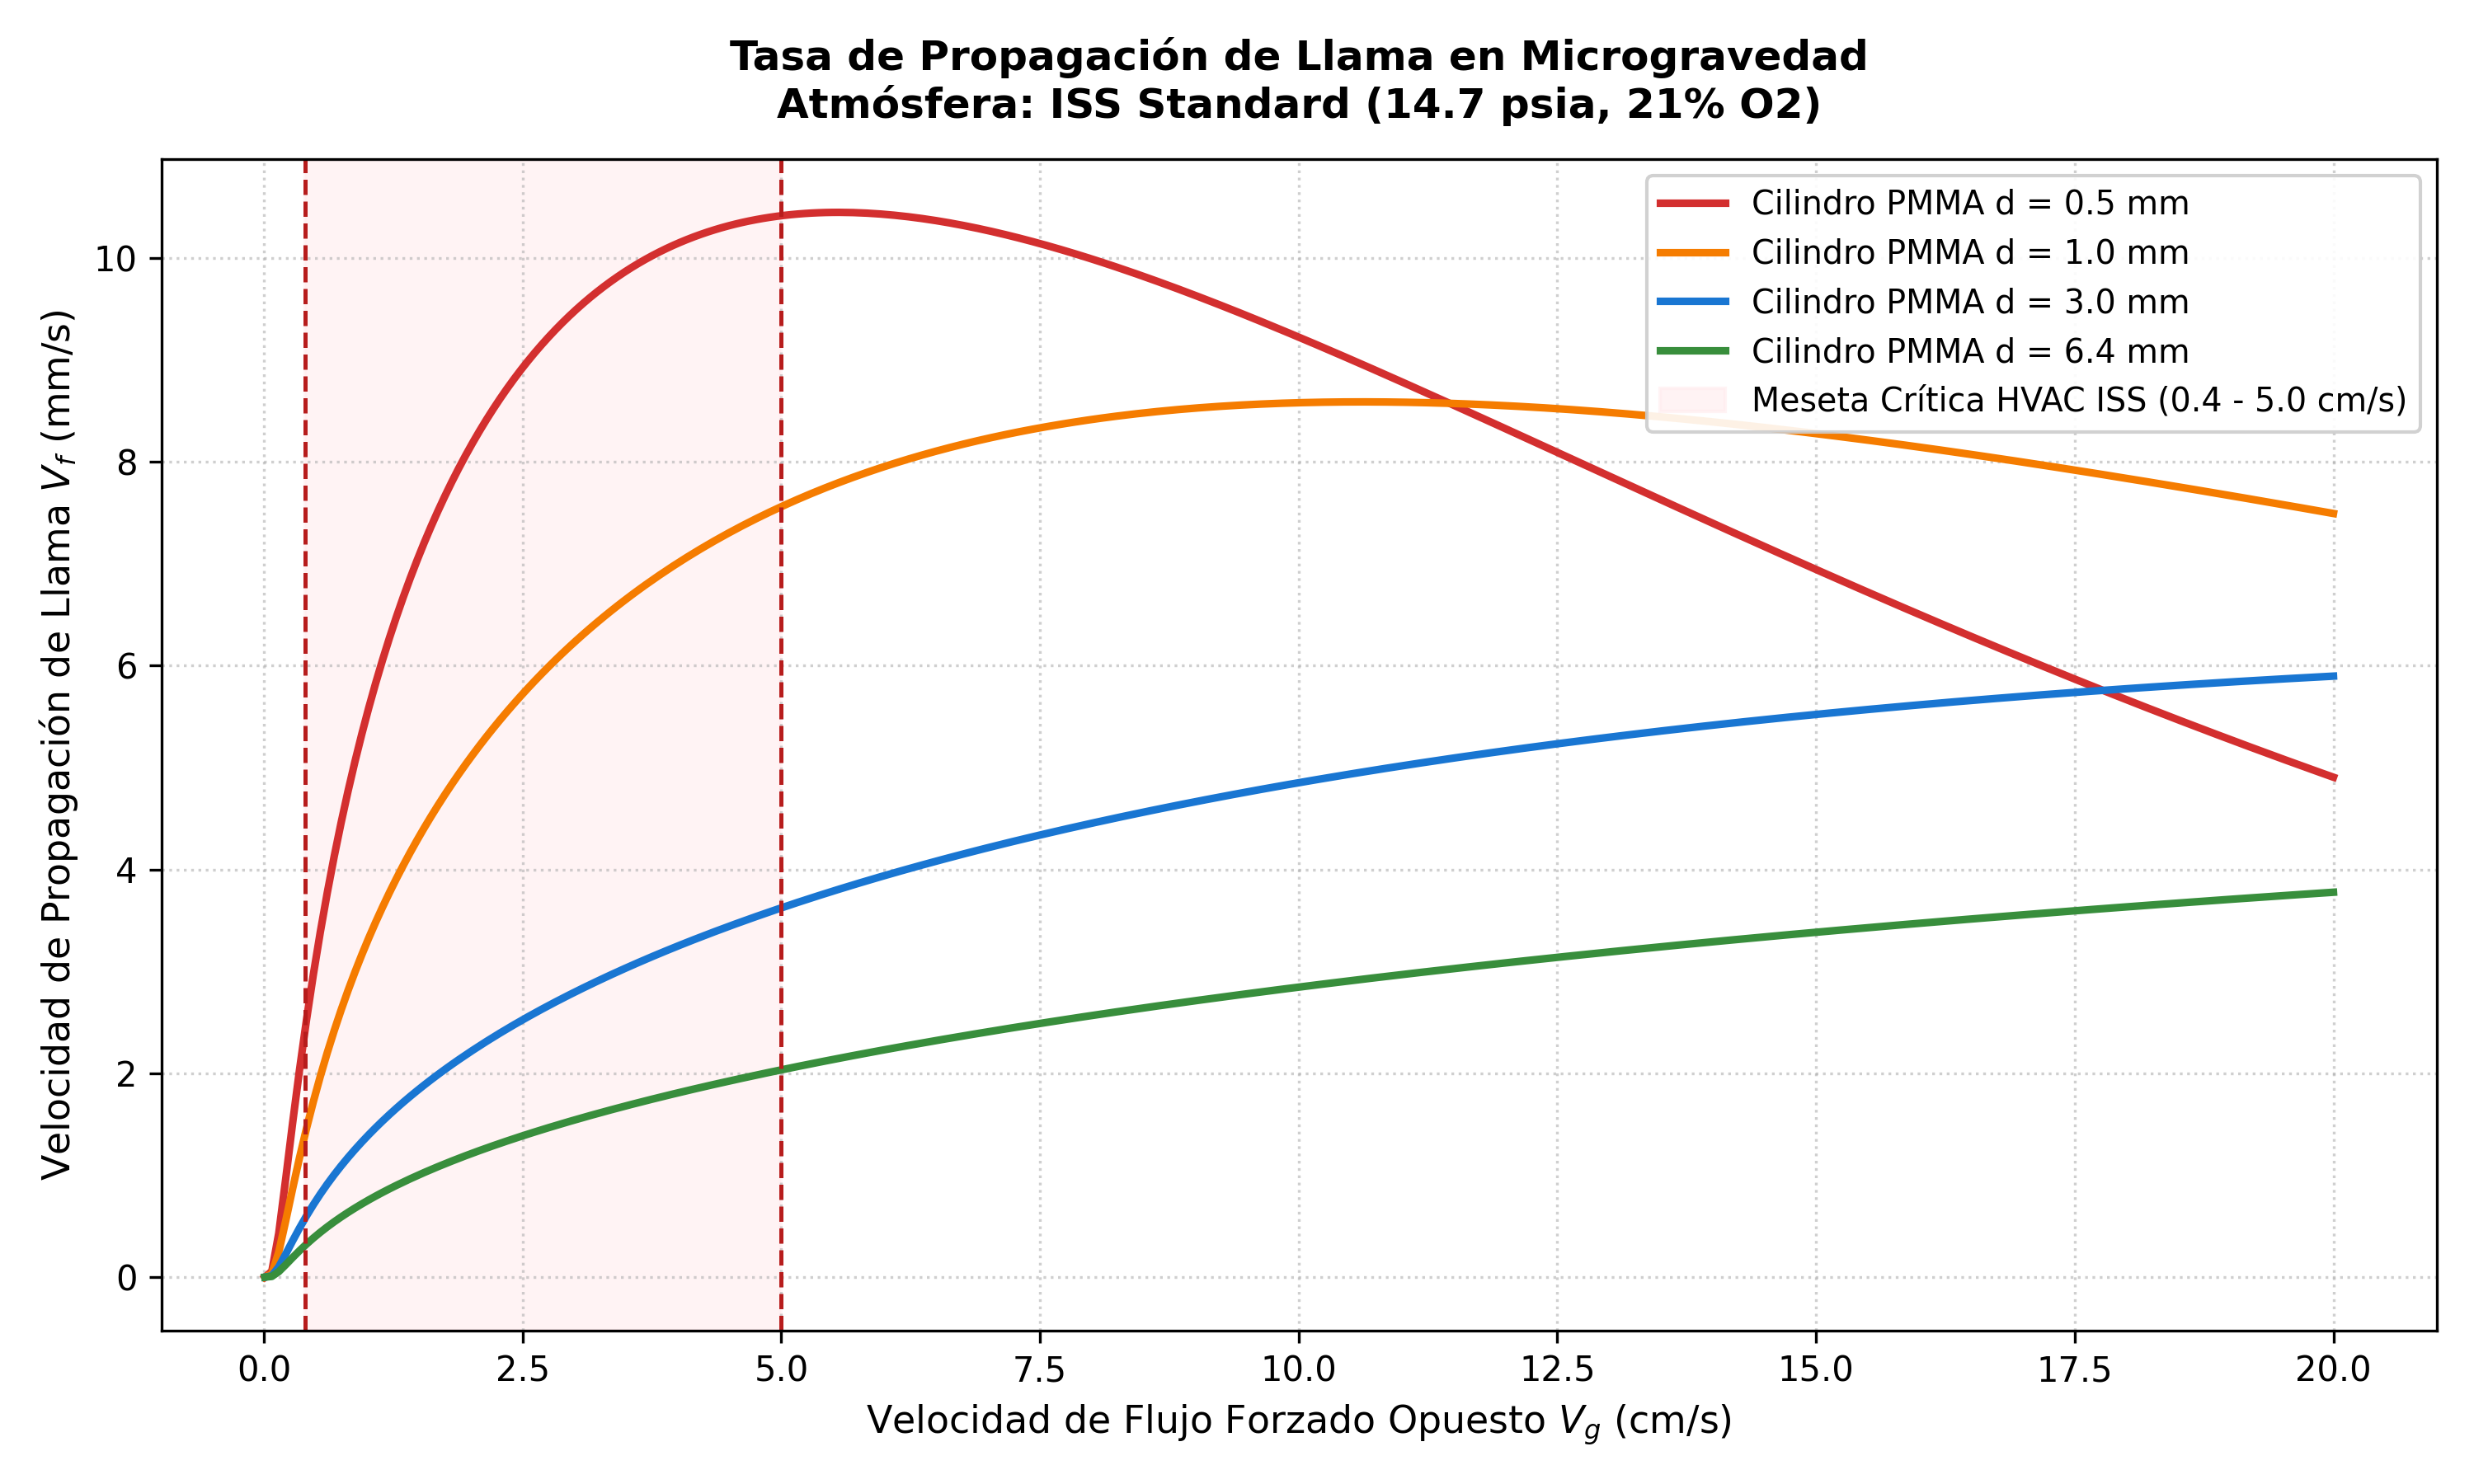 Tasa de Propagación de Llama en Microgravedad
Atmósfera: ISS Standard (14.7 psia, 21% O2)
Cilindro PMMA d = 0.5 mm
Cilindro PMMA d = 1.0 mm
Cilindro PMMA d = 3.0 mm
Cilindro PMMA d = 6.4 mm
Meseta Crítica HVAC ISS (0.4 - 5.0 cm/s)
Velocidad de Propagación de Llama V_f (mm/s)
10
8
6
4
2
0
0.0 2.5 5.0 7.5 10.0 12.5 15.0 17.5 20.0
Velocidad de Flujo Forzado Opuesto V_g (cm/s)